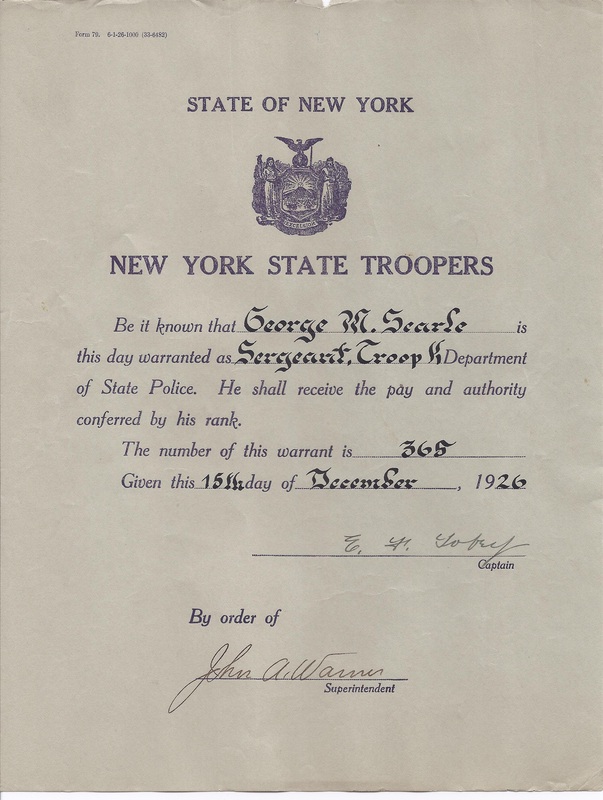 Form 79. 6-1-26-1000 (33-6482)
STATE OF NEW YORK
EXCELSIOR
NEW YORK STATE TROOPERS
Be it known that George M. Searle is
this day warranted as Sergeant, Troop K Department
of State Police. He shall receive the pay and authority
conferred by his rank.
The number of this warrant is 365
Given this 15th day of December, 1926
E. F. Tobey
Captain
By order of
John A. Warner
Superintendent